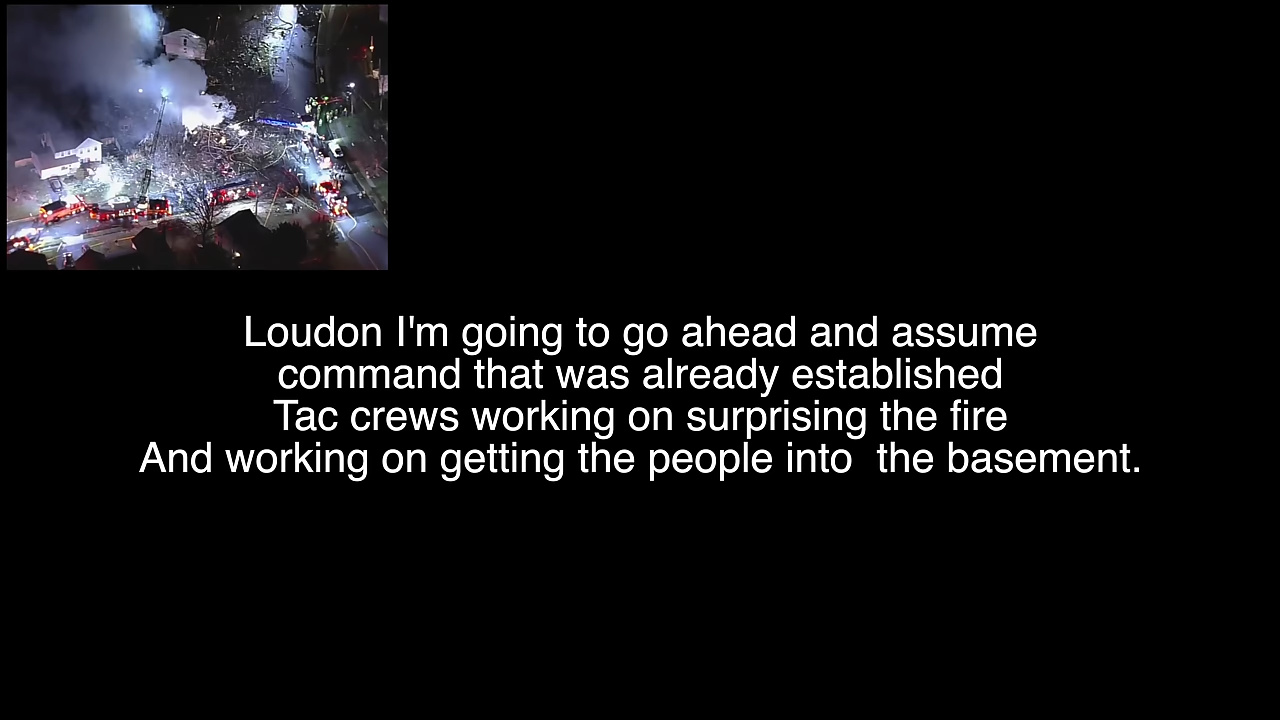 Loudon I'm going to go ahead and assume
command that was already established
Tac crews working on surprising the fire
And working on getting the people into  the basement.